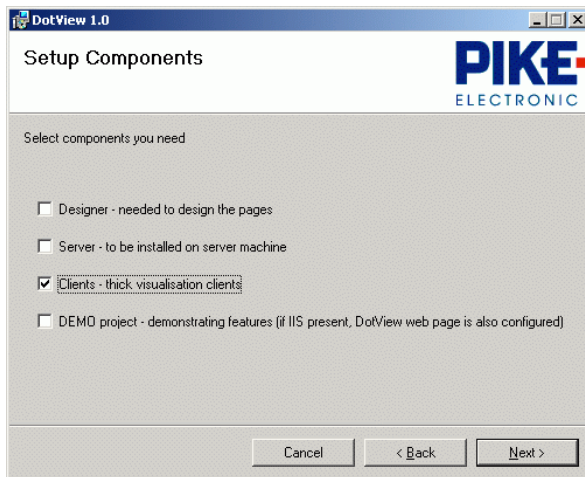 DotView 1.0
Setup Components
PIKE
ELECTRONIC
Select components you need
Designer - needed to design the pages
Server - to be installed on server machine
Clients - thick visualisation clients
DEMO project - demonstrating features (if IIS present, DotView web page is also configured)
Cancel
< Back
Next >